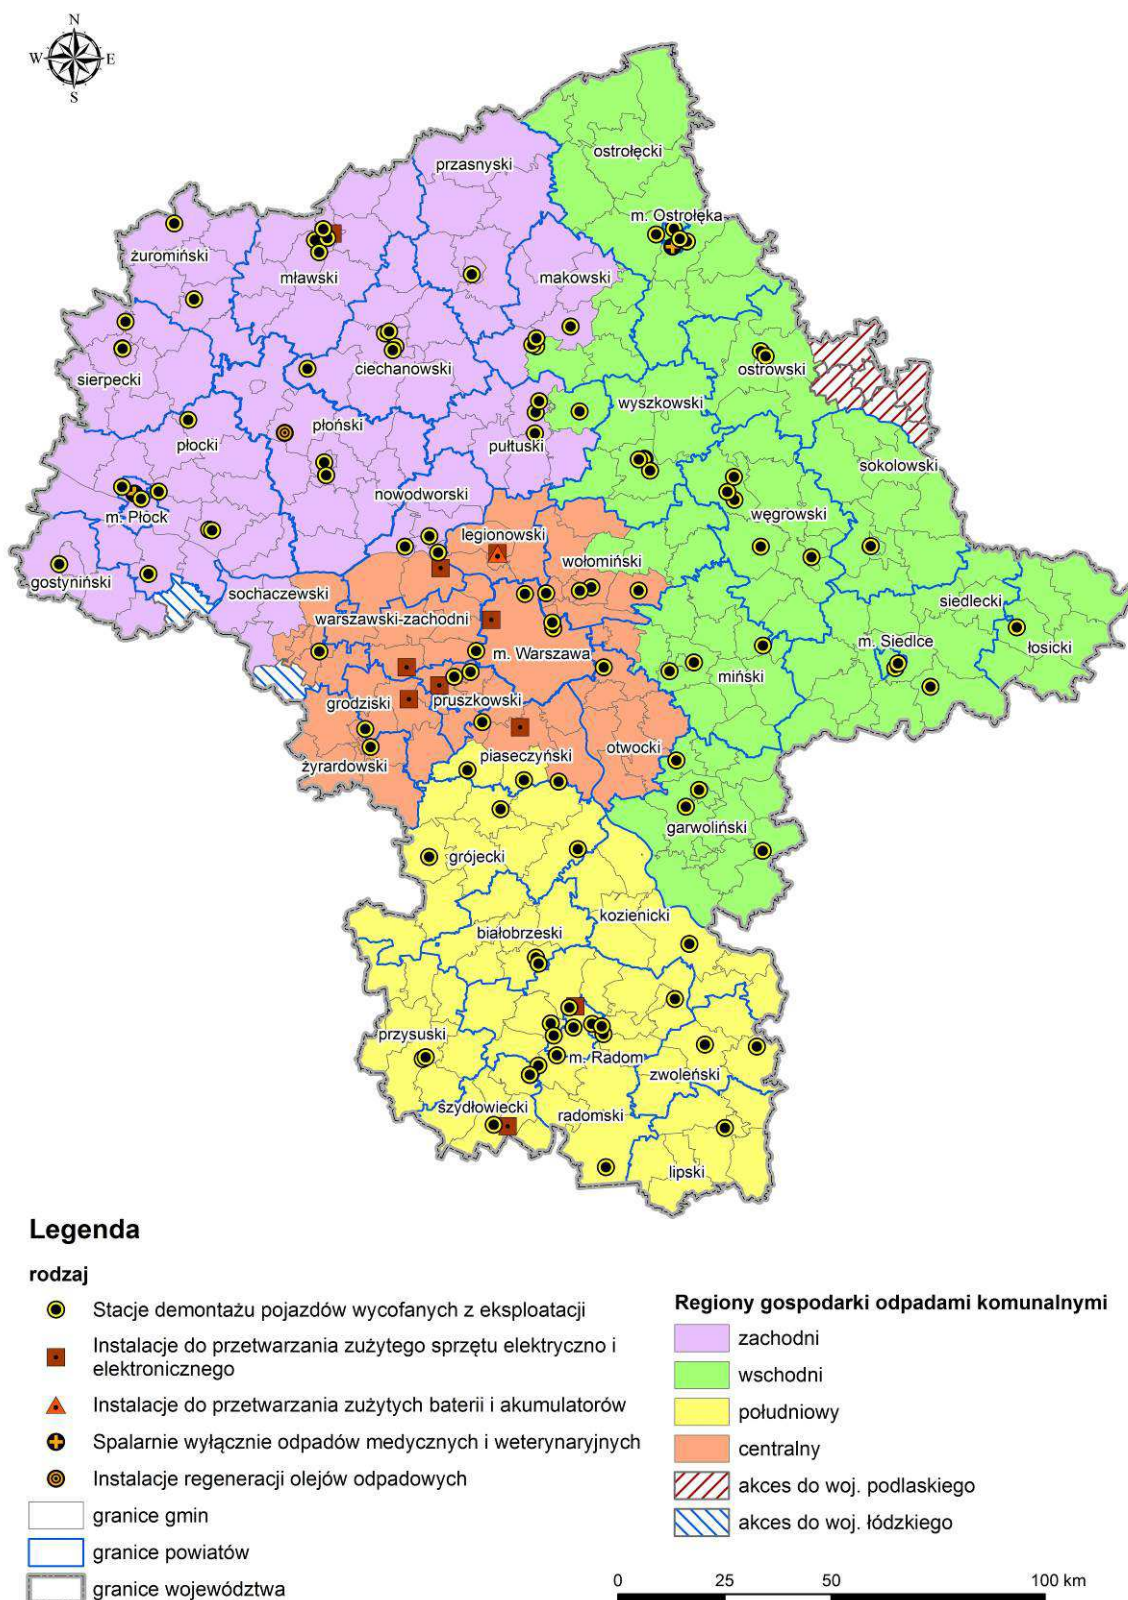 N
W E
S
ostrołęcki
przasnyski
m. Ostrołęka
żuromiński
mławski
makowski
ciechanowski
ostrowski
sierpecki
wyszkowski
płoński
płocki
pułtuski
sokolowski
nowodworski
m. Płock
węgrowski
legionowski
wołomiński
gostyniński
sochaczewski
siedlecki
warszawski-zachodni
m. Siedlce
łosicki
m. Warszawa
miński
grodziski
pruszkowski
otwocki
piaseczyński
żyrardowski
garwoliński
grójecki
kozienicki
białobrzeski
przysuski
m. Radom
zwoleński
szydłowiecki
radomski
lipski
Legenda
rodzaj
Stacje demontażu pojazdów wycofanych z eksploatacji
Instalacje do przetwarzania zużytego sprzętu elektryczno i
elektronicznego
Instalacje do przetwarzania zużytych baterii i akumulatorów
Spalarnie wyłącznie odpadów medycznych i weterynaryjnych
Instalacje regeneracji olejów odpadowych
granice gmin
granice powiatów
granice województwa
Regiony gospodarki odpadami komunalnymi
zachodni
wschodni
południowy
centralny
akces do woj. podlaskiego
akces do woj. łódzkiego
0 25 50 100 km